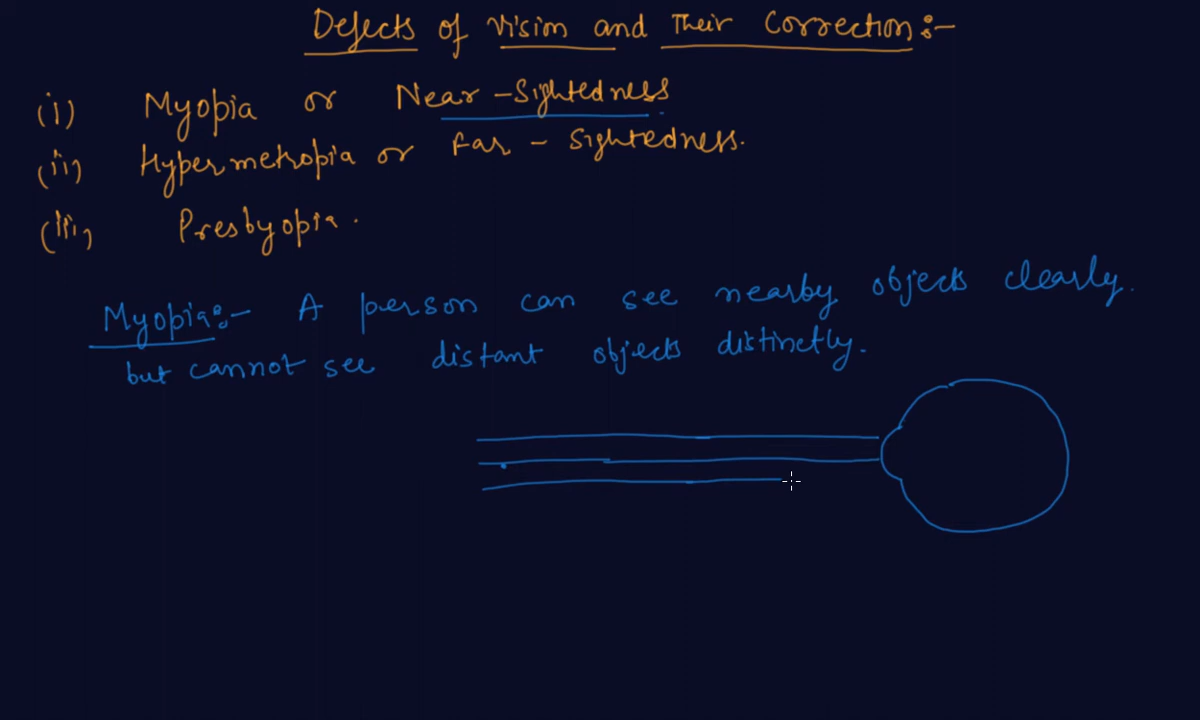 Defects of Vision and Their Correction:-
(i) Myopia or Near-Sightedness
(ii) Hypermetropia or Far-Sightedness.
(iii) Presbyopia.
Myopia:- A person can see nearby objects clearly.
but cannot see distant objects distinctly.